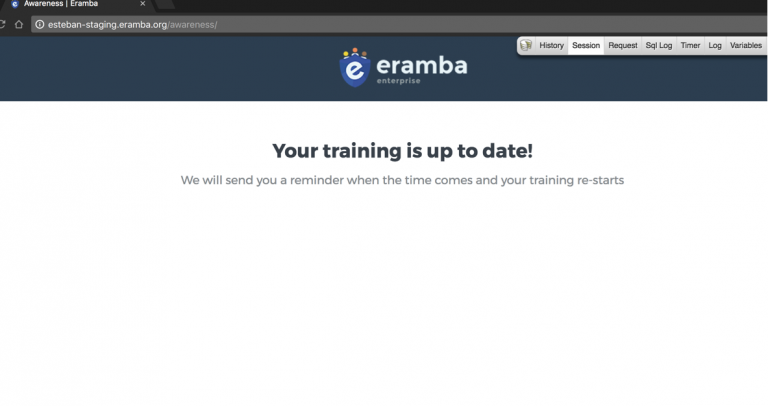 Awareness | Eramba
esteban-staging.eramba.org/awareness/
History Session Request Sql Log Timer Log Variables
eramba
enterprise
Your training is up to date!
We will send you a reminder when the time comes and your training re-starts